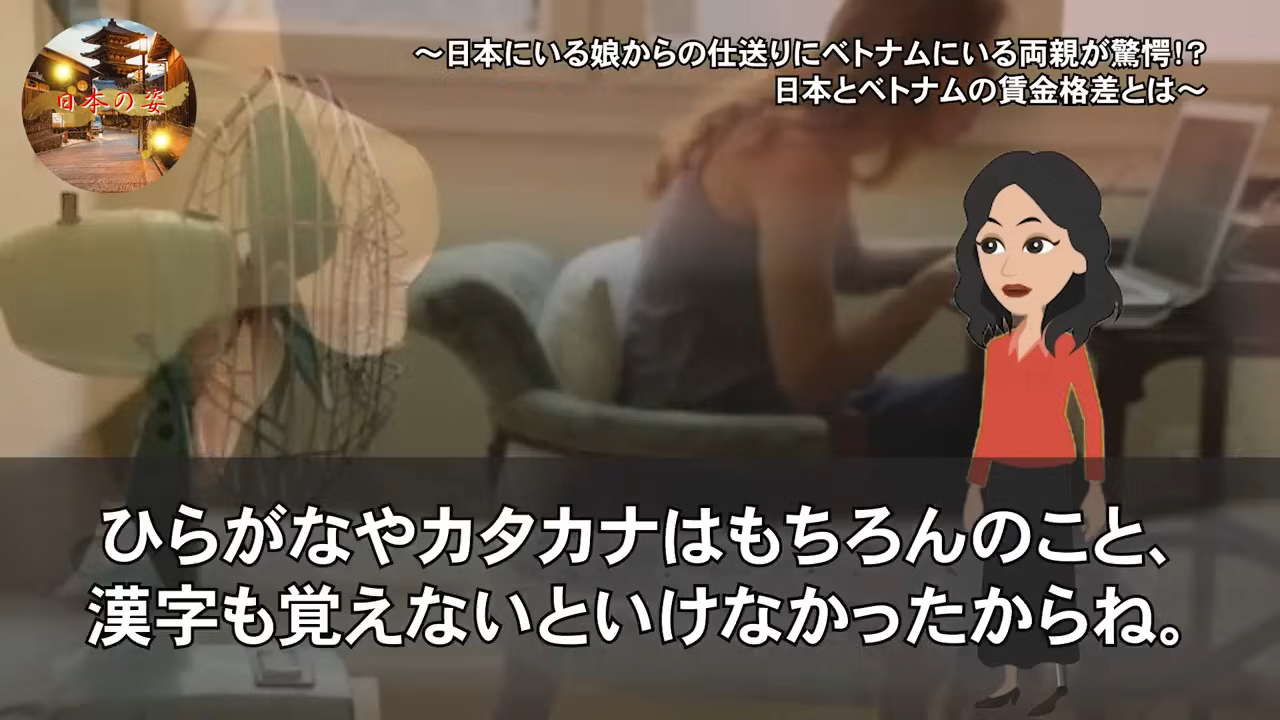 日本の姿
～日本にいる娘からの仕送りにベトナムにいる両親が驚愕!?
日本とベトナムの賃金格差とは～
ひらがなやカタカナはもちろんのこと、
漢字も覚えないといけなかったからね。